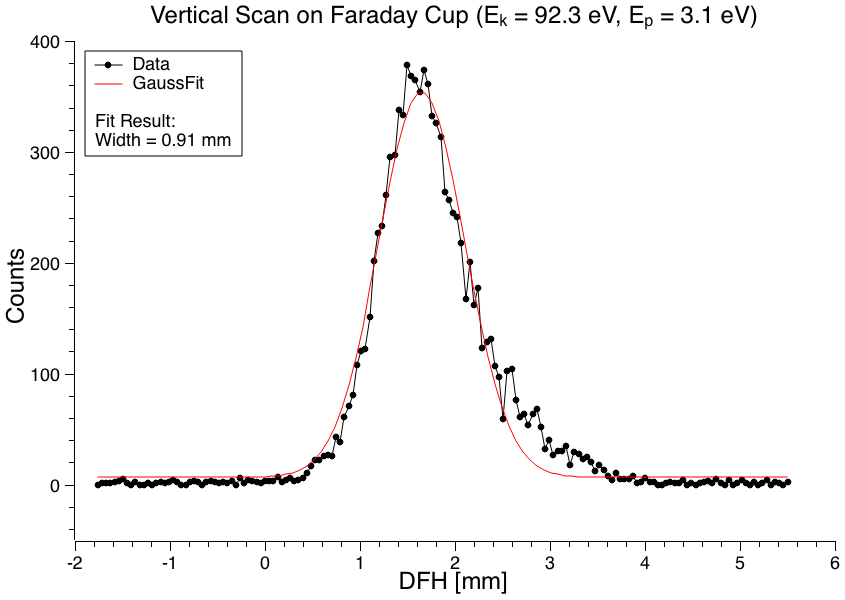 Vertical Scan on Faraday Cup (Eₖ = 92.3 eV, Eₚ = 3.1 eV)
400
Data
GaussFit
Fit Result:
Width = 0.91 mm
300
200
100
0
Counts
-2 -1 0 1 2 3 4 5 6
DFH [mm]